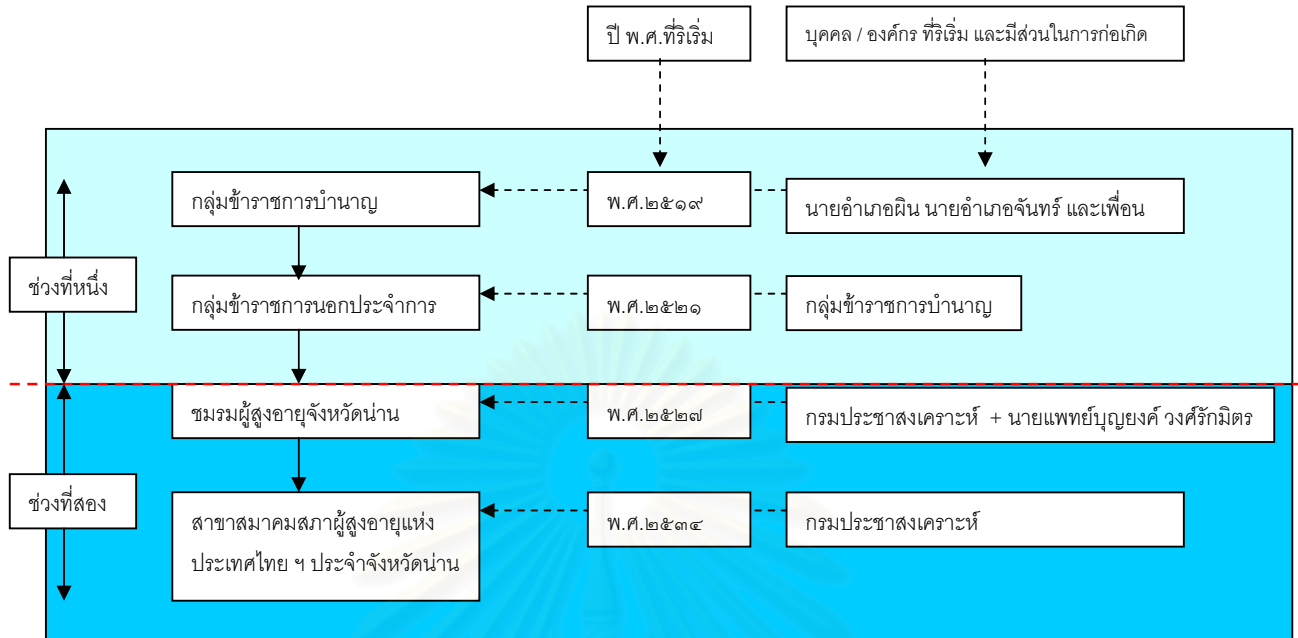 ปี พ.ศ.ที่ริเริ่ม
บุคคล / องค์กร ที่ริเริ่ม และมีส่วนในการก่อเกิด
กลุ่มข้าราชการบำนาญ
พ.ศ.๒๕๑๙
นายอำเภอผิน นายอำเภอจันทร์ และเพื่อน
ช่วงที่หนึ่ง
กลุ่มข้าราชการนอกประจำการ
พ.ศ.๒๕๒๑
กลุ่มข้าราชการบำนาญ
ชมรมผู้สูงอายุจังหวัดน่าน
พ.ศ.๒๕๒๗
กรมประชาสงเคราะห์ + นายแพทย์บุญยงค์ วงศ์รักมิตร
ช่วงที่สอง
สาขาสมาคมสภาผู้สูงอายุแห่ง
ประเทศไทย ฯ ประจำจังหวัดน่าน
พ.ศ.๒๕๓๔
กรมประชาสงเคราะห์